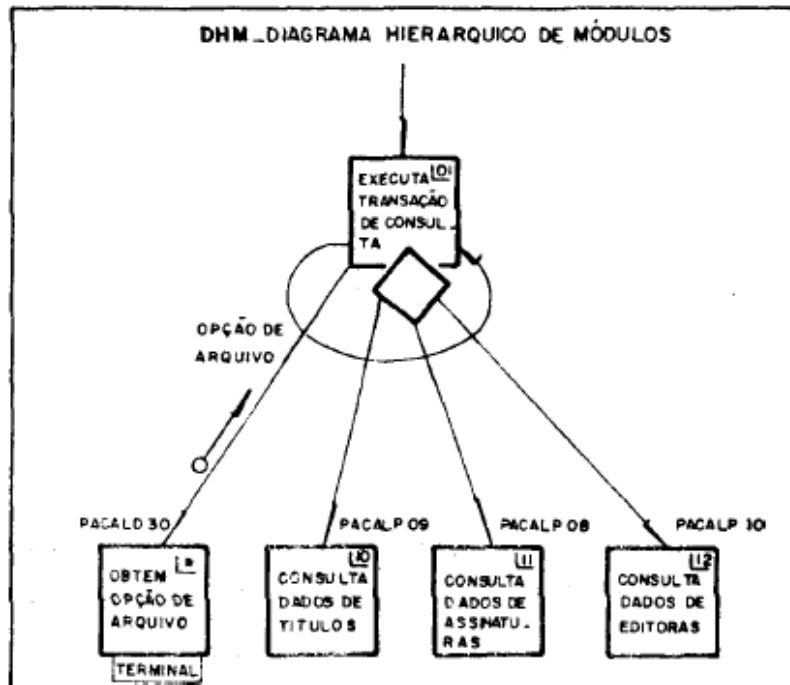 DHM_DIAGRAMA HIERARQUICO DE MÓDULOS
EXECUTA 01
TRANSAÇÃO
DE CONSUL_
TA
OPÇÃO DE
ARQUIVO
PACALD 30
PACALP 09
PACALP 08
PACALP 10
OBTEM
OPÇÃO DE
ARQUIVO
TERMINAL
10
CONSULTA
DADOS DE
TITULOS
11
CONSULTA
DADOS DE
ASSINATU_
RAS
12
CONSULTA
DADOS DE
EDITORAS